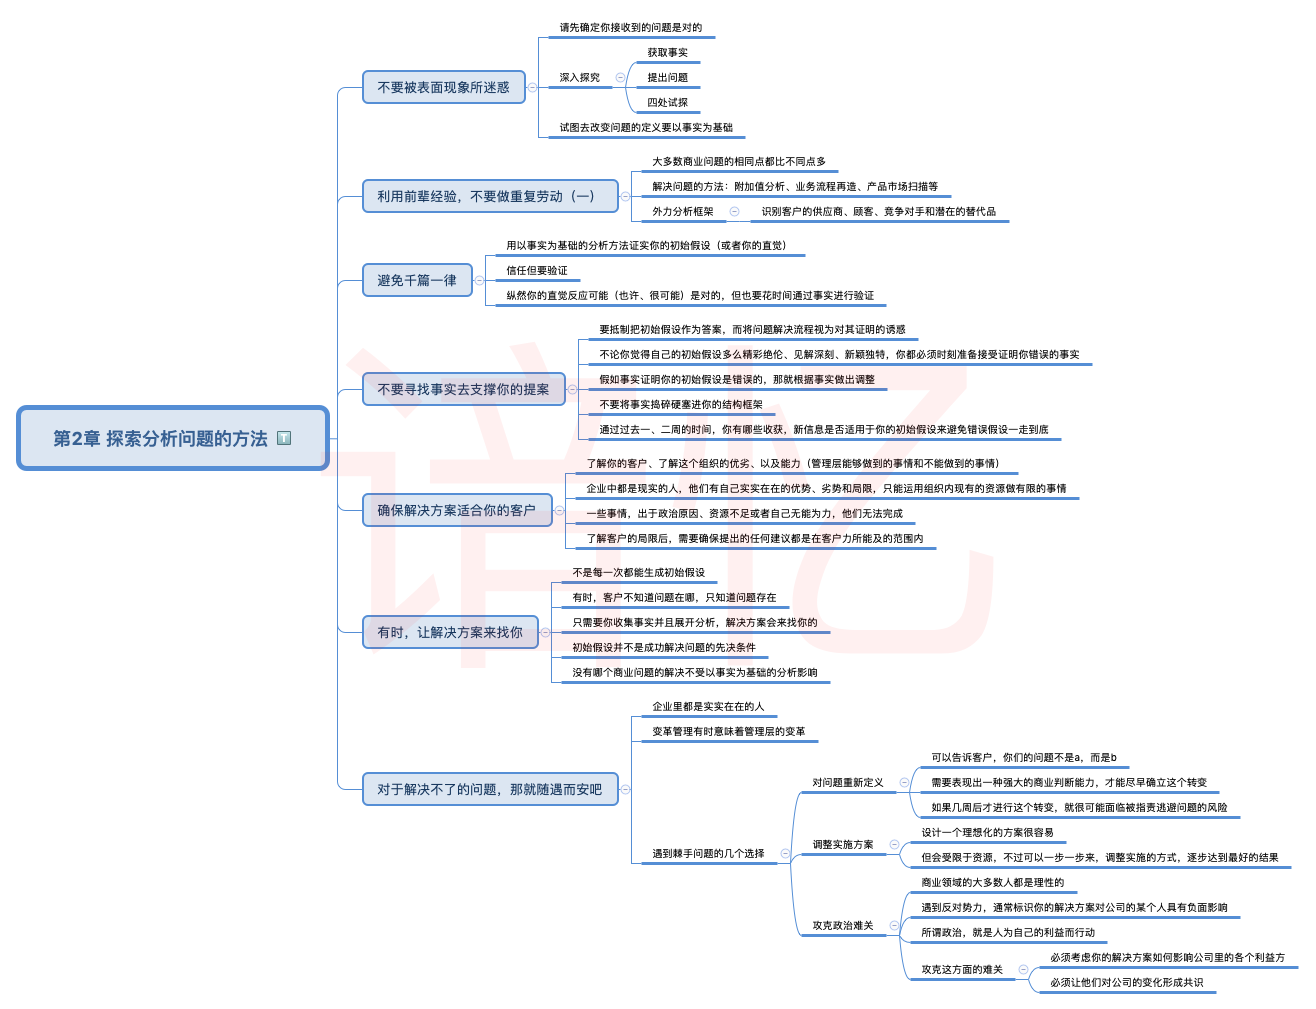 第2章 探索分析问题的方法
不要被表面现象所迷惑
请先确定你接收到的问题是对的
深入探究
获取事实
提出问题
四处试探
试图去改变问题的定义要以事实为基础
利用前辈经验，不要做重复劳动（一）
大多数商业问题的相同点都比不同点多
解决问题的方法：附加值分析、业务流程再造、产品市场扫描等
外力分析框架
识别客户的供应商、顾客、竞争对手和潜在的替代品
避免千篇一律
用以事实为基础的分析方法证实你的初始假设（或者你的直觉）
信任但要验证
纵然你的直觉反应可能（也许、很可能）是对的，但也要花时间通过事实进行验证
不要寻找事实去支撑你的提案
要抵制把初始假设作为答案，而将问题解决流程视为对其证明的诱惑
不论你觉得自己的初始假设多么精彩绝伦、见解深刻、新颖独特，你都必须时刻准备接受证明你错误的事实
假如事实证明你的初始假设是错误的，那就根据事实做出调整
不要将事实捣碎硬塞进你的结构框架
通过过去一、二周的时间，你有哪些收获，新信息是否适用于你的初始假设来避免错误假设一走到底
确保解决方案适合你的客户
了解你的客户、了解这个组织的优劣、以及能力（管理层能够做到的事情和不能做到的事情）
企业中都是现实的人，他们有自己实实在在的优势、劣势和局限，只能运用组织内现有的资源做有限的事情
一些事情，出于政治原因、资源不足或者自己无能为力，他们无法完成
了解客户的局限后，需要确保提出的任何建议都是在客户力所能及的范围内
有时，让解决方案来找你
不是每一次都能生成初始假设
有时，客户不知道问题在哪，只知道问题存在
只需要你收集事实并且展开分析，解决方案会来找你的
初始假设并不是成功解决问题的先决条件
没有哪个商业问题的解决不受以事实为基础的分析影响
对于解决不了的问题，那就随遇而安吧
企业里都是实实在在的人
变革管理有时意味着管理层的变革
遇到棘手问题的几个选择
对问题重新定义
可以告诉客户，你们的问题不是a，而是b
需要表现出一种强大的商业判断能力，才能尽早确立这个转变
如果几周后才进行这个转变，就很可能面临被指责逃避问题的风险
调整实施方案
设计一个理想化的方案很容易
但会受限于资源，不过可以一步一步来，调整实施的方式，逐步达到最好的结果
攻克政治难关
商业领域的大多数人都是理性的
遇到反对势力，通常标识你的解决方案对公司的某个人具有负面影响
所谓政治，就是人为自己的利益而行动
攻克这方面的难关
必须考虑你的解决方案如何影响公司里的各个利益方
必须让他们对公司的变化形成共识